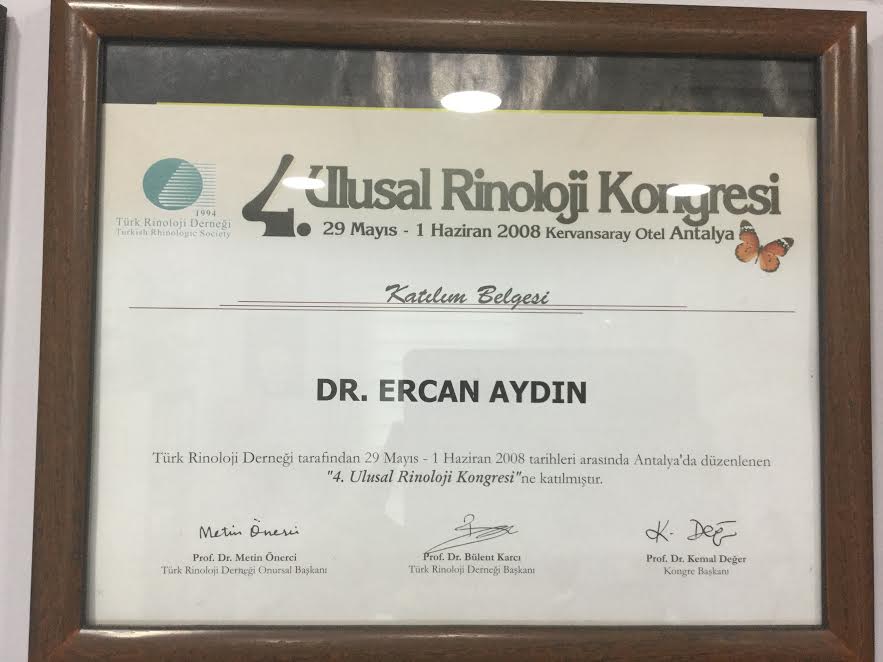 4. Ulusal Rinoloji Kongresi
29 Mayıs - 1 Haziran 2008 Kervansaray Otel Antalya
1994
Türk Rinoloji Derneği
Turkish Rhinologic Society
Katılım Belgesi
DR. ERCAN AYDIN
Türk Rinoloji Derneği tarafından 29 Mayıs - 1 Haziran 2008 tarihleri arasında Antalya'da düzenlenen
"4. Ulusal Rinoloji Kongresi"ne katılmıştır.
Metin Önerci
K. Değ
Prof. Dr. Metin Önerci
Türk Rinoloji Derneği Onursal Başkanı
Prof. Dr. Bülent Karcı
Türk Rinoloji Derneği Başkanı
Prof. Dr. Kemal Değer
Kongre Başkanı